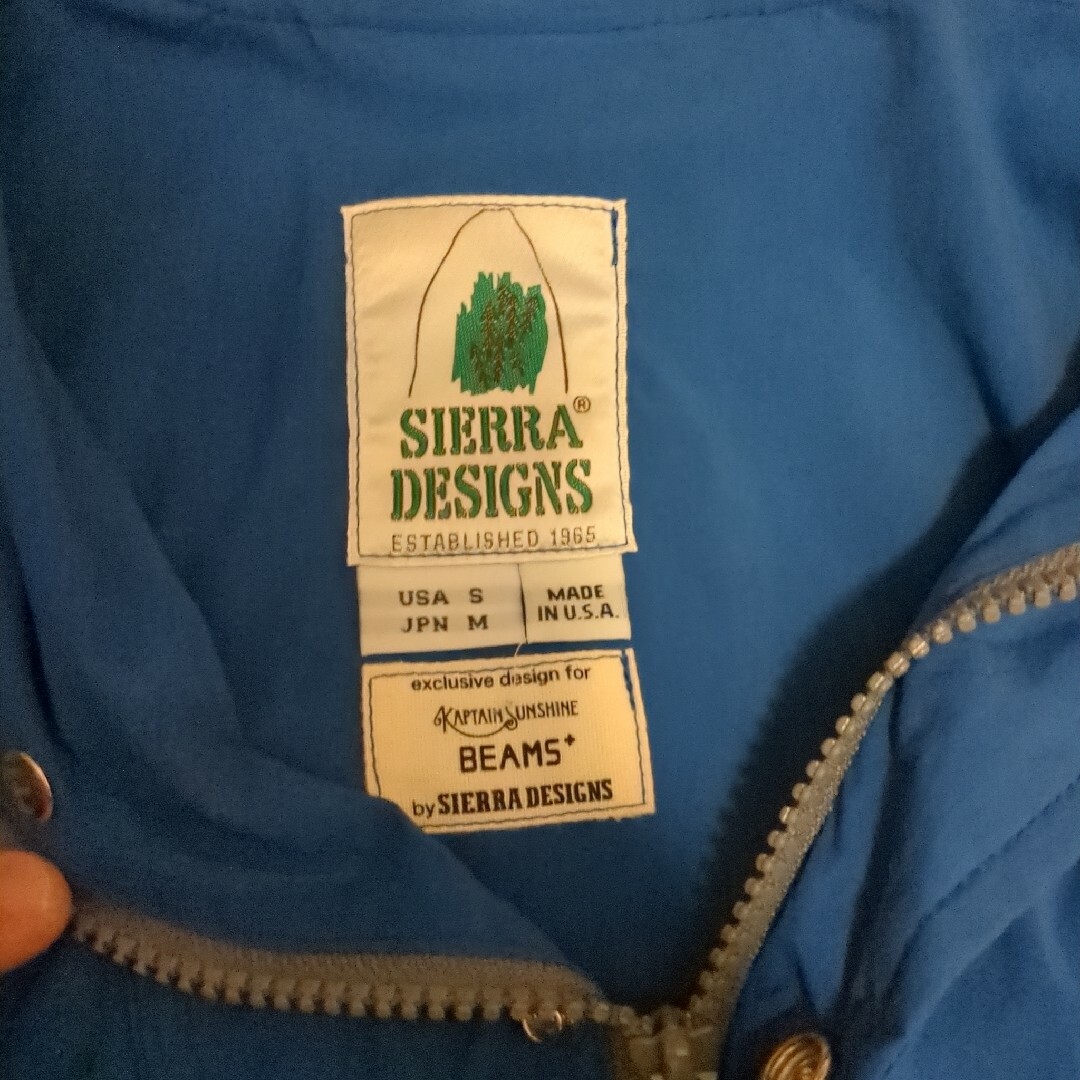 SIERRA®
DESIGNS
ESTABLISHED 1965
USA S
JPN M
MADE
IN U.S.A.
exclusive design for
KAPTAIN SUNSHINE
BEAMS+
by SIERRA DESIGNS